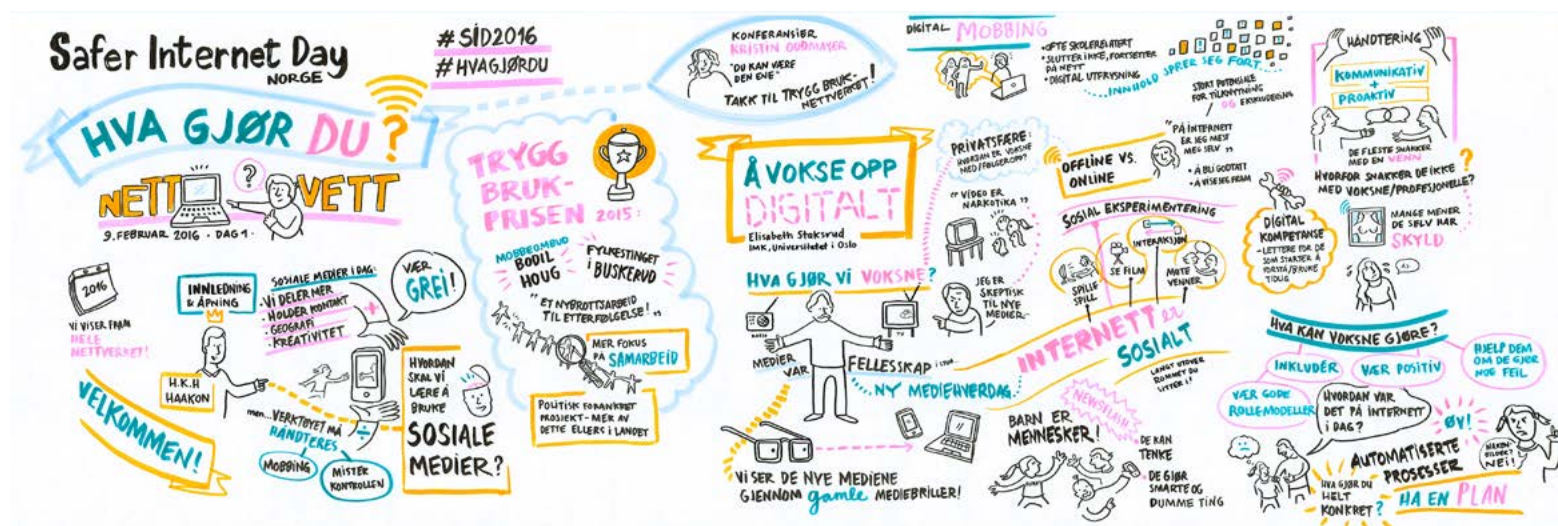 Safer Internet Day
NORGE
#SID2016
#HVAGJØRDU
HVA GJØR DU?
NETT
VETT
?
9. FEBRUAR 2016 · DAG 1 ·
2016
VI VISER FRAM
HELE
NETTVERKET!
VELKOMMEN!
INNLEDNING
& ÅPNING
H.K.H
HAAKON
SOSIALE MEDIER I DAG:
· VI DELER MER
· HOLDER KONTAKT
· GEOGRAFI
· KREATIVITET
+
VÆR
GREI!
men... VERKTØYET MÅ
HÅNDTERES
÷
MOBBING
MISTER
KONTROLLEN
HVORDAN
SKAL VI
LÆRE Å
BRUKE
SOSIALE
MEDIER?
TRYGG
BRUK-
PRISEN 2015:
MOBBEOMBUD
BODIL
HOUG
FYLKESTINGET
I BUSKERUD
"ET NYBROTTSARBEID
TIL ETTERFØLGELSE!"
MER FOKUS
PÅ SAMARBEID
POLITISK FORANKRET
PROSJEKT - MER AV
DETTE ELLERS I LANDET
KONFERANSIER
KRISTIN OUDMAYER
"DU KAN VÆRE
DEN ENE"
TAKK TIL TRYGG BRUK-
NETTVERKET!
Å VOKSE OPP
DIGITALT
Elisabeth Staksrud
IMK, Universitetet i Oslo
HVA GJØR VI VOKSNE?
RADIO
TV
MEDIER
VAR
FELLESSKAP
NY MEDIEHVERDAG
VI SER DE NYE MEDIENE
GJENNOM gamle MEDIEBRILLER!
DIGITAL MOBBING
· OFTE SKOLERELATERT
· SLUTTER IKKE, FORTSETTER
PÅ NETT
· DIGITAL UTFRYSNING
INNHOLD SPRER SEG FORT...
PRIVATSFÆRE:
HVORDAN ER VOKSNE
MED/FØLGER OPP?
"VIDEO ER
NARKOTIKA"
JEG ER
SKEPTISK
TIL NYE
MEDIER
OFFLINE VS.
ONLINE
"PÅ INTERNETT
ER JEG MEST
MEG SELV"
· Å BLI GODTATT
· Å VISE SEG FRAM
STORT POTENSIALE
FOR TILKNYTNING
OG EKSKLUDERING
SOSIAL EKSPERIMENTERING
SPILLE
SPILL
SE FILM
INTERAKSJON
MØTE
VENNER
INTERNETT er
SOSIALT
LANGT UTOVER
ROMMET DU
SITTER I!
NEWSFLASH
BARN ER
MENNESKER!
· DE KAN
TENKE
· DE GJØR
SMARTE OG
DUMME TING
DIGITAL
KOMPETANSE
- LETTERE FOR DE
SOM STARTER Å
FORSTÅ/BRUKE
TIDLIG
HÅNDTERING
KOMMUNIKATIV
+
PROAKTIV
DE FLESTE SNAKKER
MED EN VENN
HVORFOR SNAKKER DE IKKE
MED VOKSNE/PROFESJONELLE?
MANGE MENER
DE SELV HAR
SKYLD
HVA KAN VOKSNE GJØRE?
INKLUDER
VÆR POSITIV
HJELP DEM
OM DE GJØR
NOE FEIL
VÆR GODE
ROLLEMODELLER
HVORDAN VAR
DET PÅ INTERNETT
I DAG?
ØV!
NAKEN-
BILDER?
NEI!
AUTOMATISERTE
PROSESSER
HVA GJØR DU
HELT
KONKRET?
HA EN PLAN